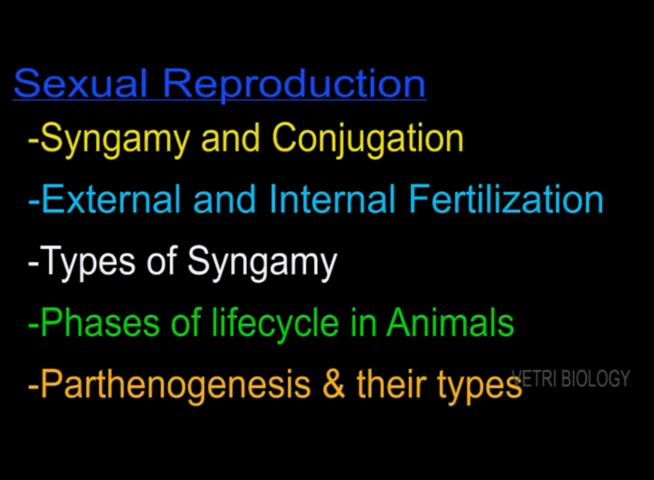 Sexual Reproduction
-Syngamy and Conjugation
-External and Internal Fertilization
-Types of Syngamy
-Phases of lifecycle in Animals
-Parthenogenesis & their types
VETRI BIOLOGY